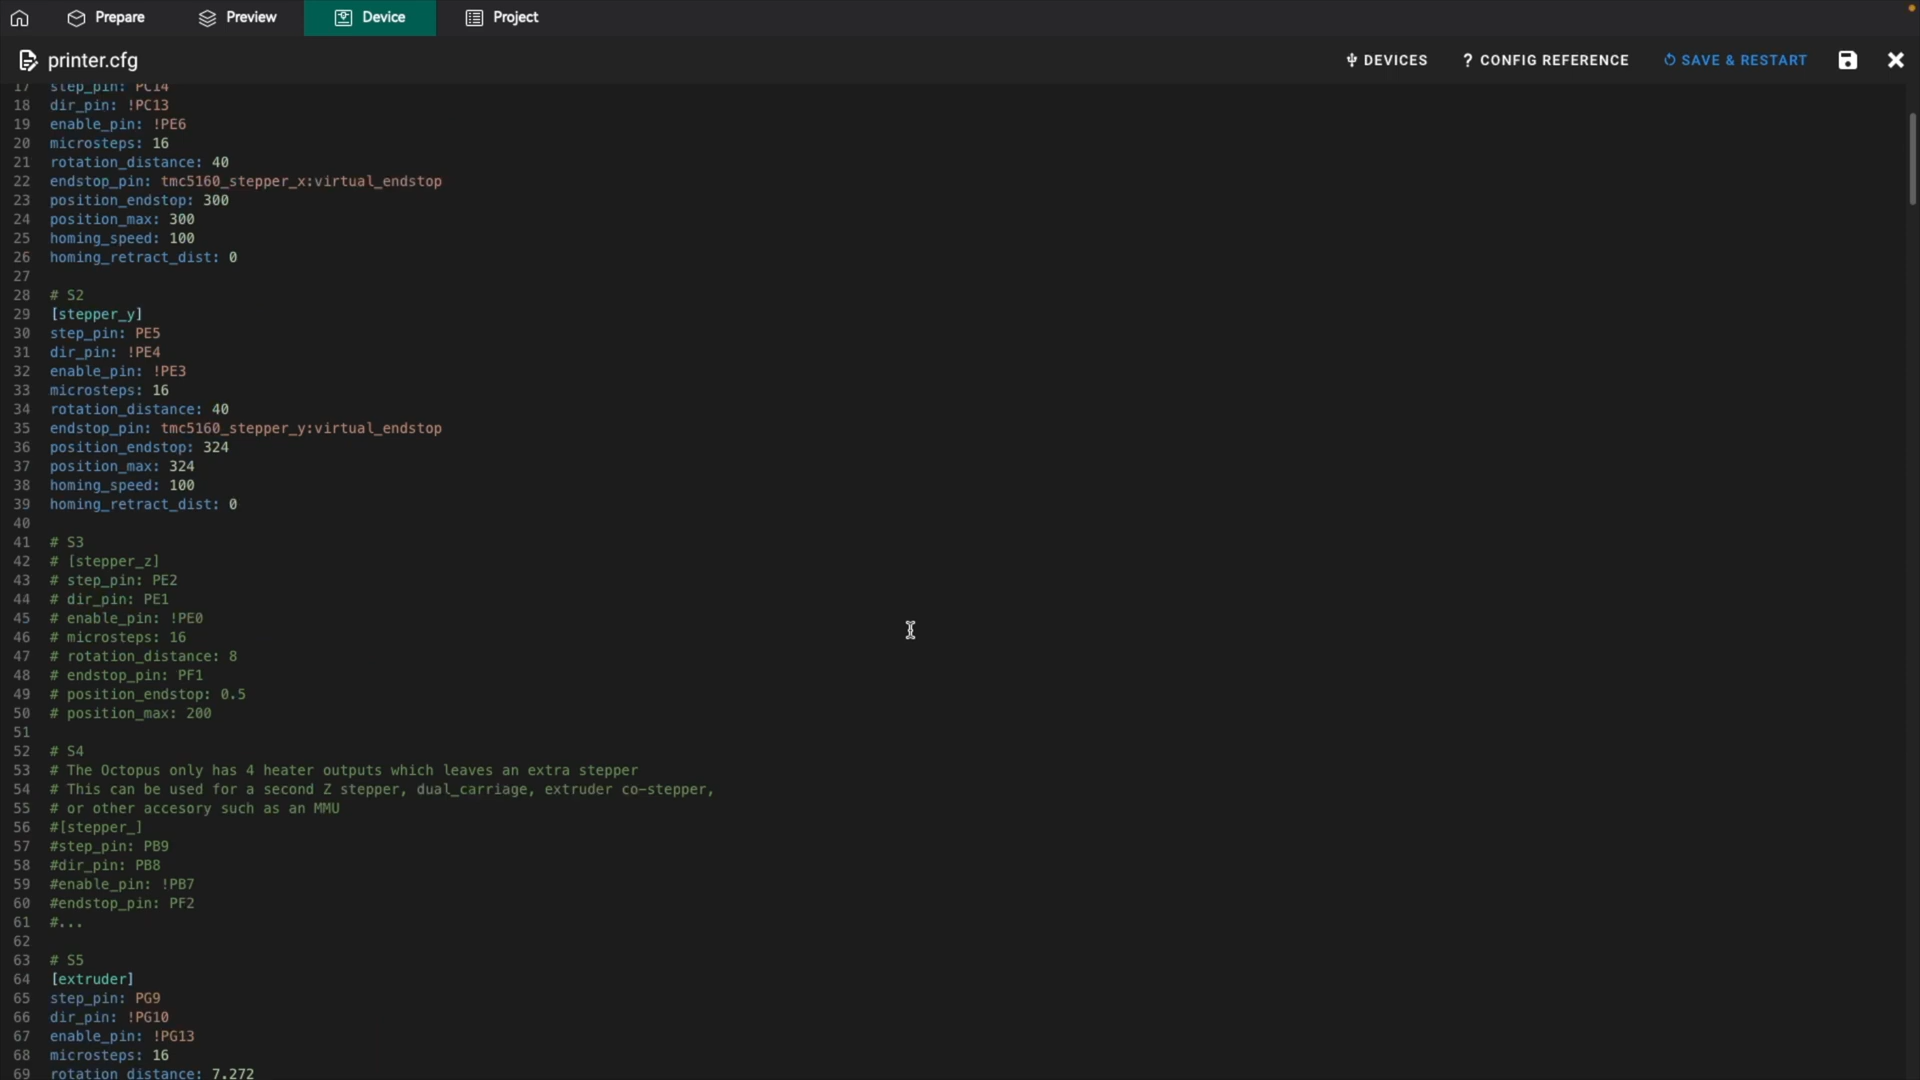 Prepare Preview Device Project
printer.cfg DEVICES ? CONFIG REFERENCE SAVE & RESTART
17 step_pin: PC14
18 dir_pin: !PC13
19 enable_pin: !PE6
20 microsteps: 16
21 rotation_distance: 40
22 endstop_pin: tmc5160_stepper_x:virtual_endstop
23 position_endstop: 300
24 position_max: 300
25 homing_speed: 100
26 homing_retract_dist: 0
27
28 # S2
29 [stepper_y]
30 step_pin: PE5
31 dir_pin: !PE4
32 enable_pin: !PE3
33 microsteps: 16
34 rotation_distance: 40
35 endstop_pin: tmc5160_stepper_y:virtual_endstop
36 position_endstop: 324
37 position_max: 324
38 homing_speed: 100
39 homing_retract_dist: 0
40
41 # S3
42 # [stepper_z]
43 # step_pin: PE2
44 # dir_pin: PE1
45 # enable_pin: !PE0
46 # microsteps: 16
47 # rotation_distance: 8
48 # endstop_pin: PF1
49 # position_endstop: 0.5
50 # position_max: 200
51
52 # S4
53 # The Octopus only has 4 heater outputs which leaves an extra stepper
54 # This can be used for a second Z stepper, dual_carriage, extruder co-stepper,
55 # or other accesory such as an MMU
56 #[stepper_]
57 #step_pin: PB9
58 #dir_pin: PB8
59 #enable_pin: !PB7
60 #endstop_pin: PF2
61 #...
62
63 # S5
64 [extruder]
65 step_pin: PG9
66 dir_pin: !PG10
67 enable_pin: !PG13
68 microsteps: 16
69 rotation_distance: 7.272